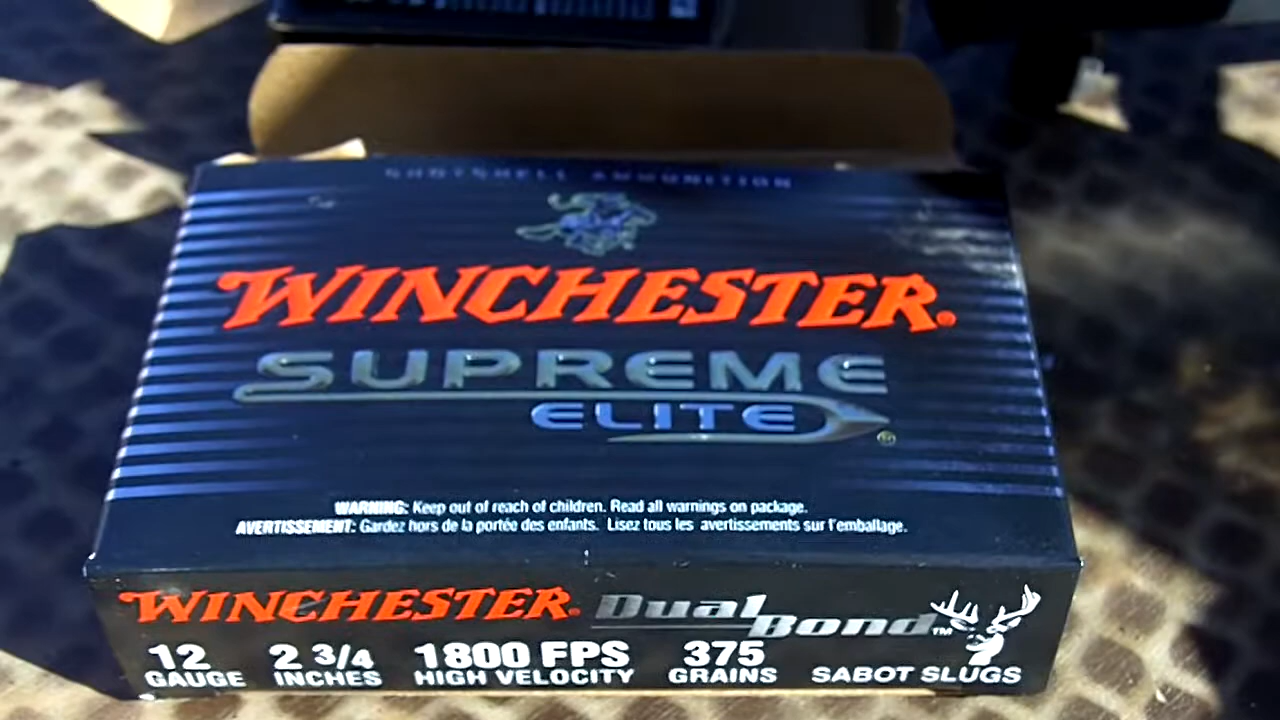 SHOTSHELL AMMUNITION
WINCHESTER®
SUPREME
ELITE®
WARNING: Keep out of reach of children. Read all warnings on package.
AVERTISSEMENT: Gardez hors de la portée des enfants. Lisez tous les avertissements sur l'emballage.
WINCHESTER® Dual Bond™
12 GAUGE 2 3/4 INCHES 1800 FPS HIGH VELOCITY 375 GRAINS SABOT SLUGS